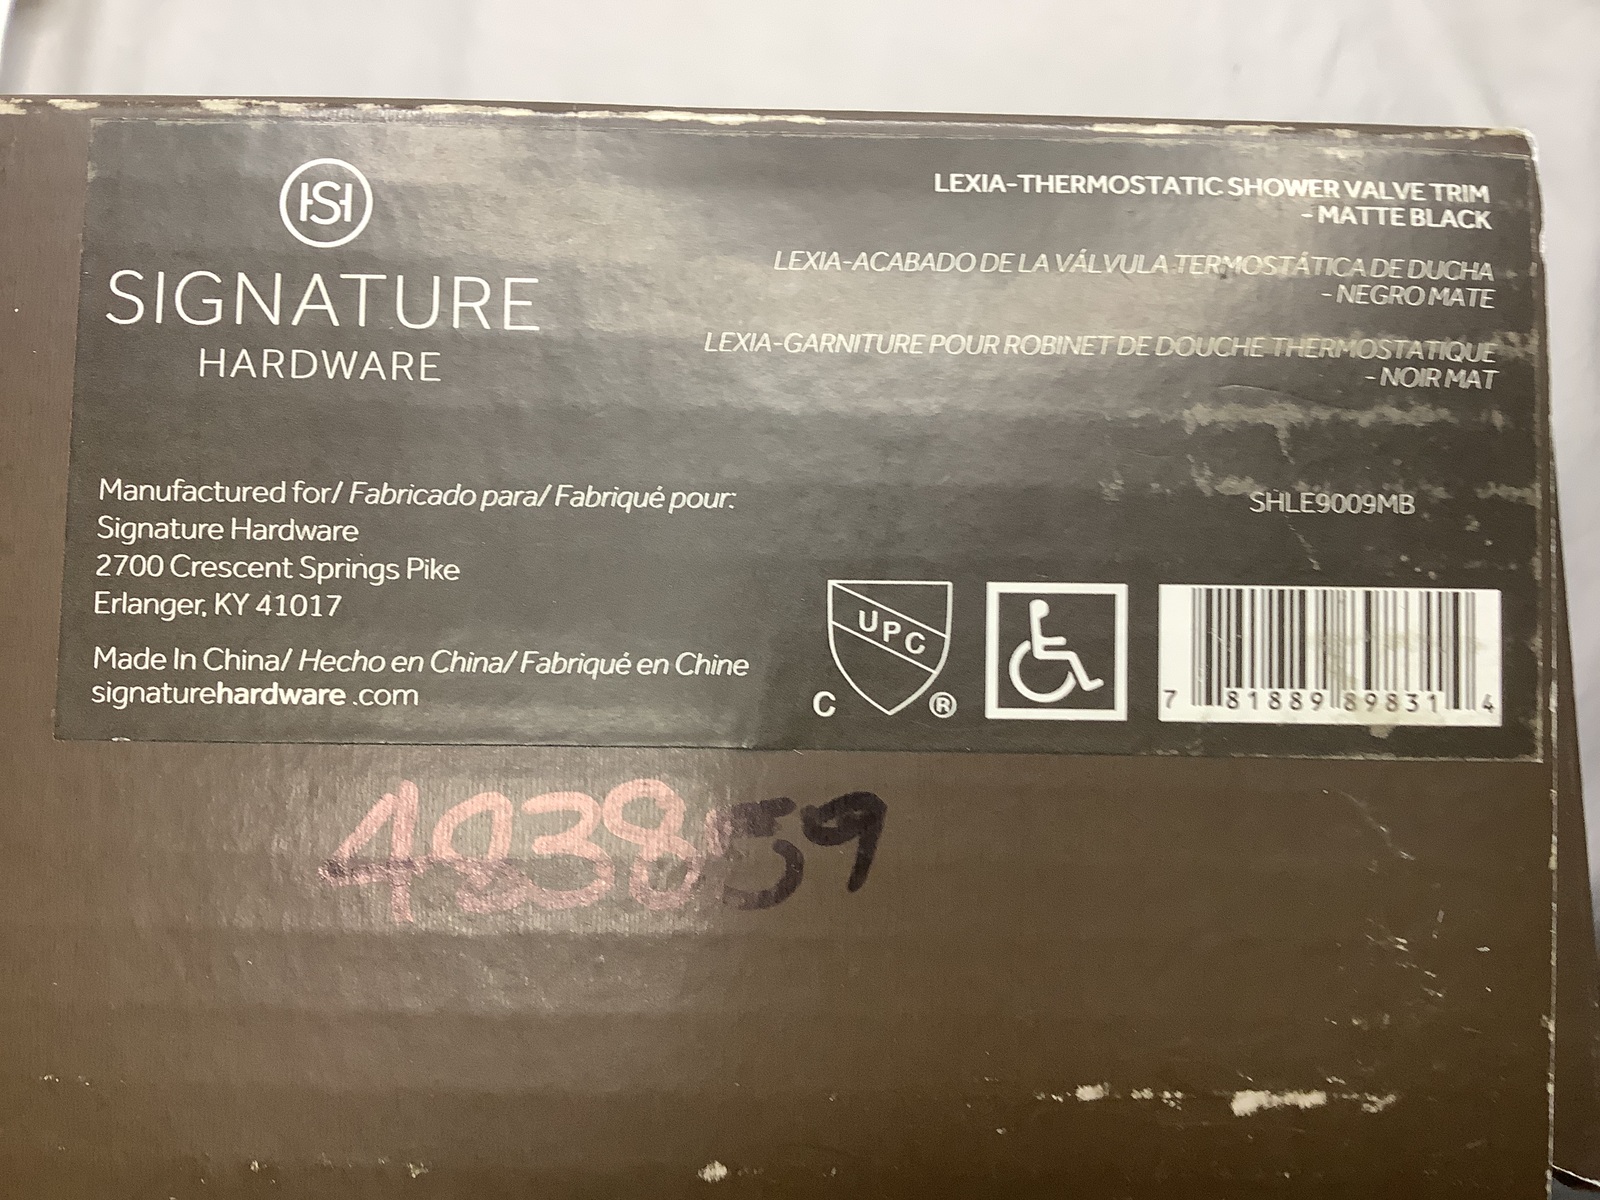 SIGNATURE
HARDWARE
LEXIA-THERMOSTATIC SHOWER VALVE TRIM
- MATTE BLACK
LEXIA-ACABADO DE LA VÁLVULA TERMOSTÁTICA DE DUCHA
- NEGRO MATE
LEXIA-GARNITURE POUR ROBINET DE DOUCHE THERMOSTATIQUE
- NOIR MAT
Manufactured for/ Fabricado para/ Fabriqué pour:
Signature Hardware
2700 Crescent Springs Pike
Erlanger, KY 41017
Made In China/ Hecho en China/ Fabriqué en Chine
signaturehardware .com
SHLE9009MB
UPC
C ®
7 81889 89831 4
483859